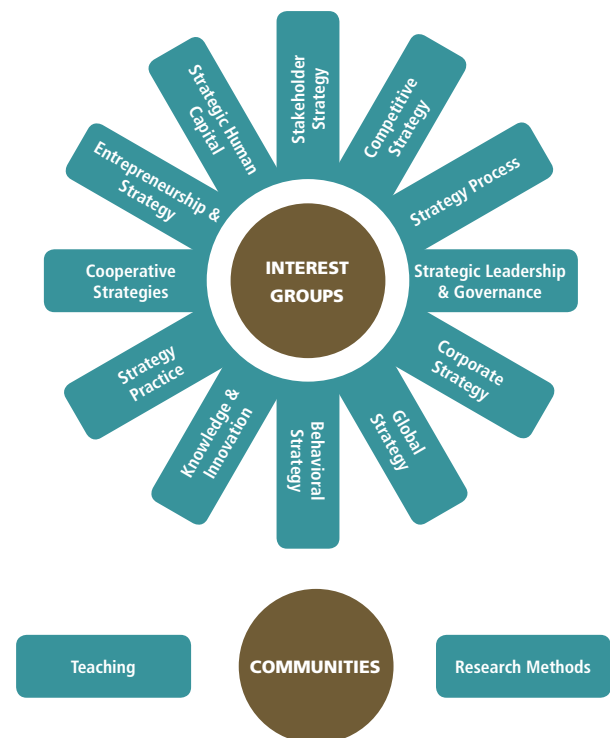 Stakeholder
Strategy
Competitive
Strategy
Strategy Process
Strategic Leadership
& Governance
Corporate
Strategy
Global
Strategy
Behavioral
Strategy
Knowledge &
Innovation
Strategy
Practice
Cooperative
Strategies
Entrepreneurship &
Strategy
Strategic Human
Capital
INTEREST
GROUPS
Teaching
COMMUNITIES
Research Methods